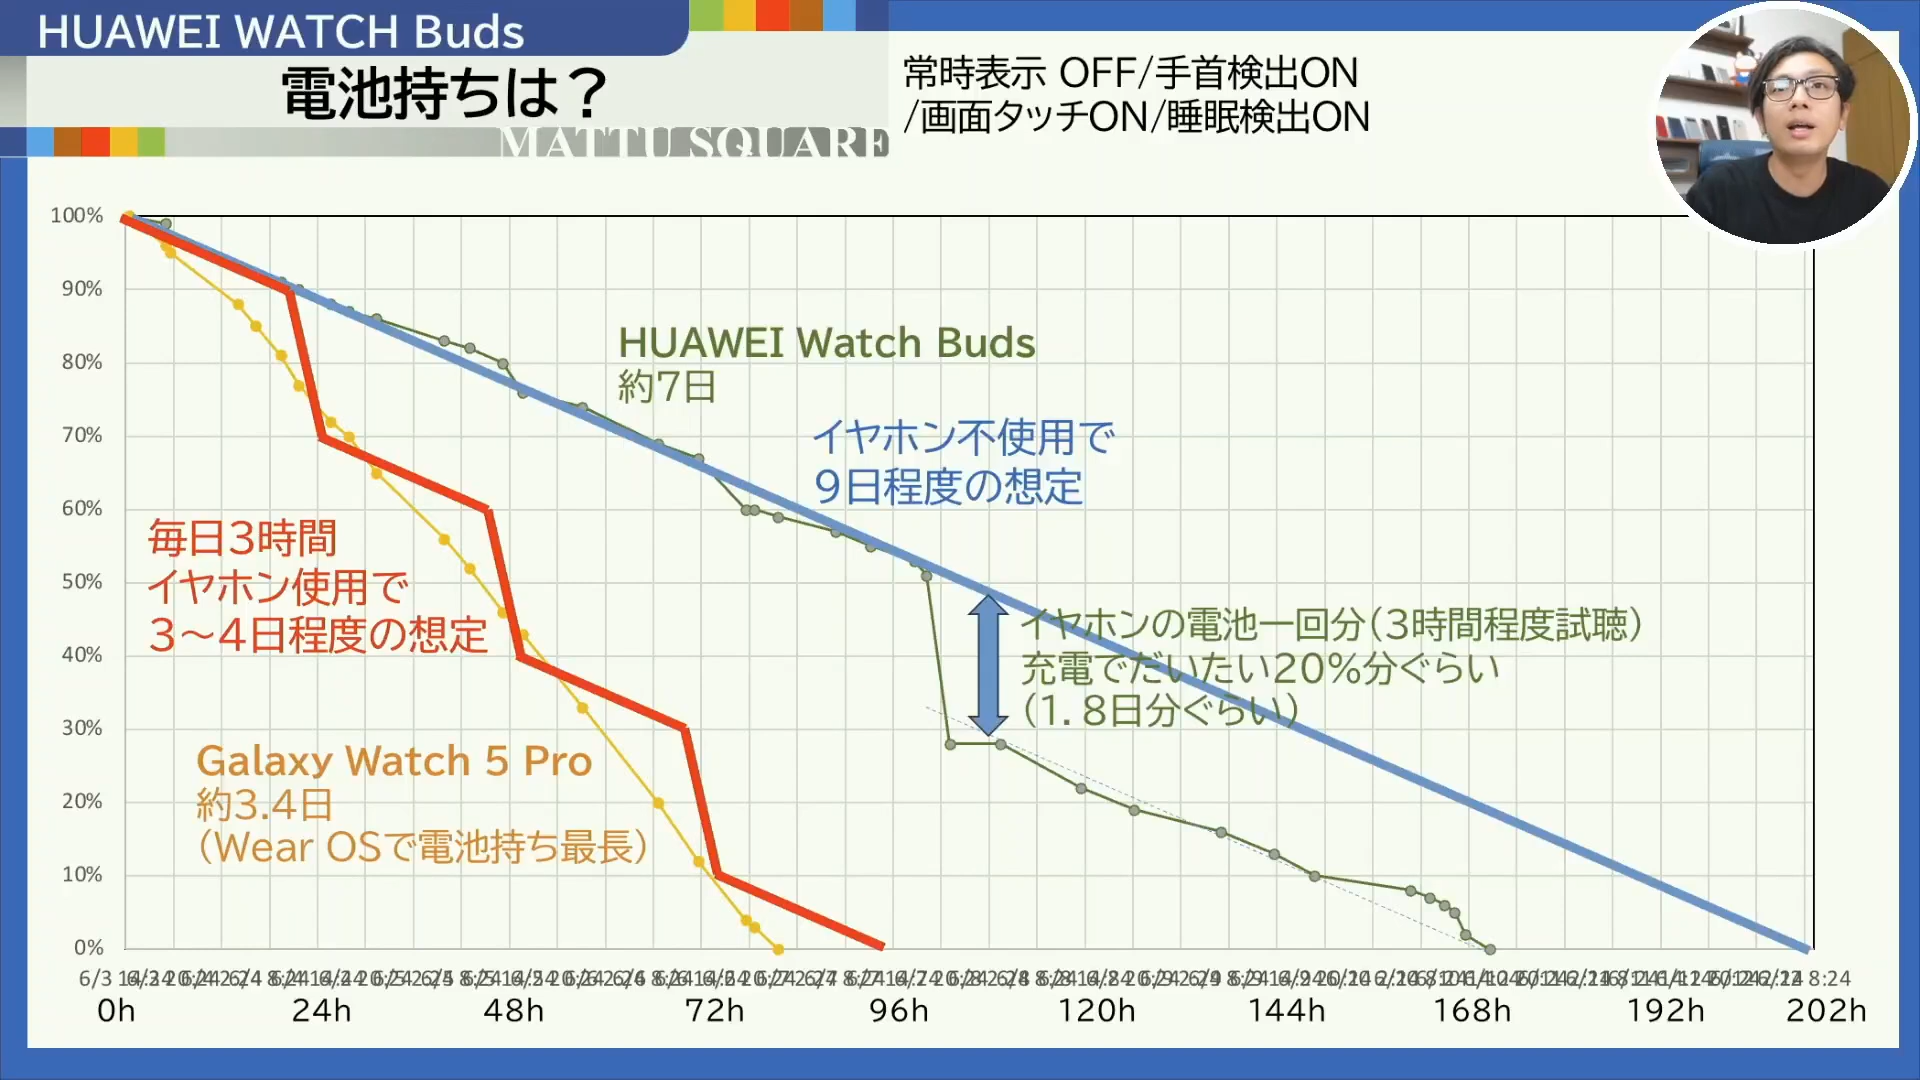 HUAWEI WATCH Buds
電池持ちは？
MATTU SQUARE
常時表示 OFF/手首検出ON
/画面タッチON/睡眠検出ON
100%
90%
80%
70%
60%
50%
40%
30%
20%
10%
0%
HUAWEI Watch Buds
約7日
イヤホン不使用で
9日程度の想定
毎日3時間
イヤホン使用で
3～4日程度の想定
イヤホンの電池一回分（3時間程度試聴）
充電でだいたい20%分ぐらい
（1.8日分ぐらい）
Galaxy Watch 5 Pro
約3.4日
（Wear OSで電池持ち最長）
0h 24h 48h 72h 96h 120h 144h 168h 192h 202h